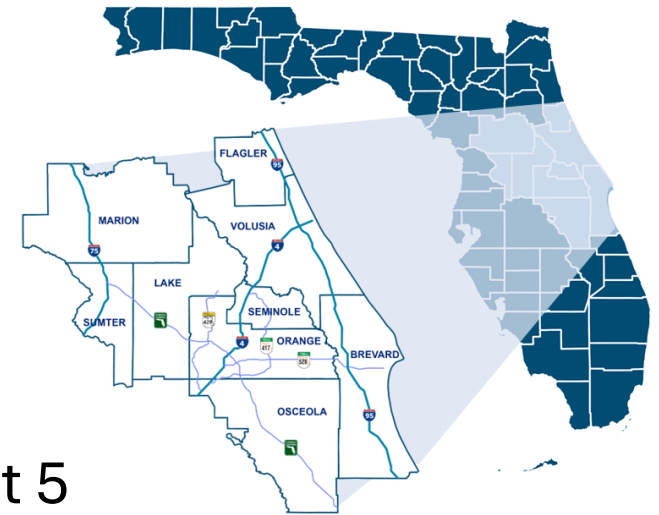 FLAGLER
95
MARION
VOLUSIA
4
75
LAKE
SEMINOLE
SUMTER
429
4
417
ORANGE
528
BREVARD
OSCEOLA
95
t 5